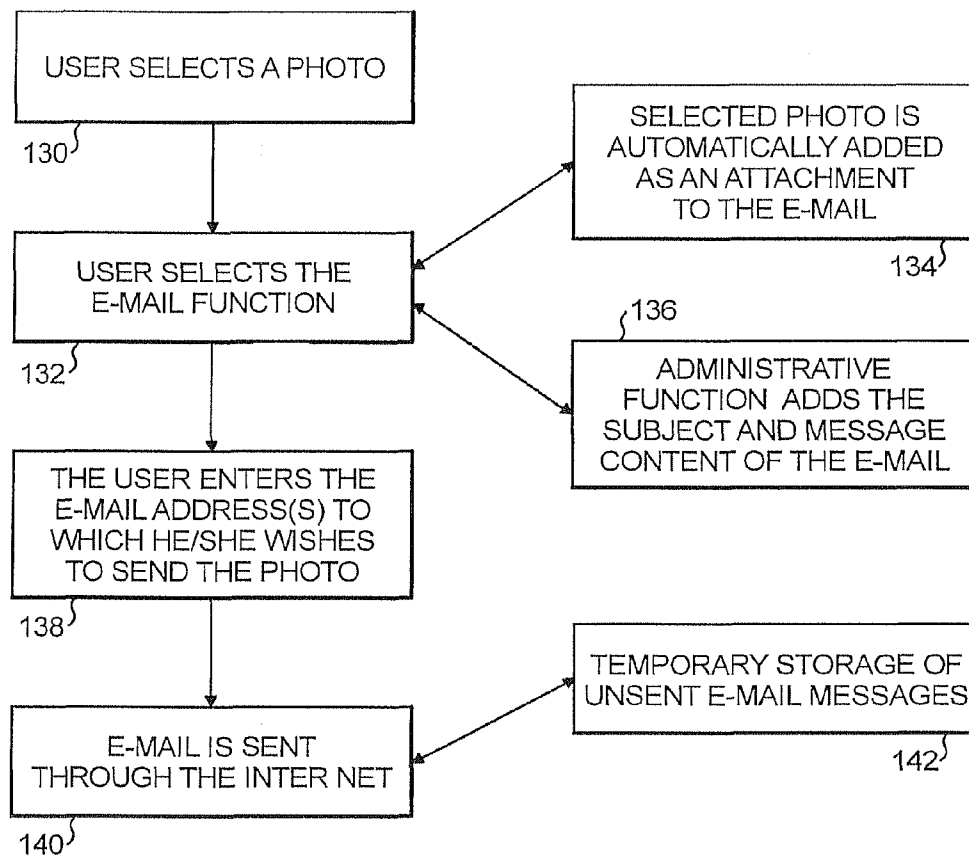 USER SELECTS A PHOTO
130
SELECTED PHOTO IS
AUTOMATICALLY ADDED
AS AN ATTACHMENT
TO THE E-MAIL
134
USER SELECTS THE
E-MAIL FUNCTION
132
136
ADMINISTRATIVE
FUNCTION ADDS THE
SUBJECT AND MESSAGE
CONTENT OF THE E-MAIL
THE USER ENTERS THE
E-MAIL ADDRESS(S) TO
WHICH HE/SHE WISHES
TO SEND THE PHOTO
138
TEMPORARY STORAGE OF
UNSENT E-MAIL MESSAGES
142
E-MAIL IS SENT
THROUGH THE INTER NET
140